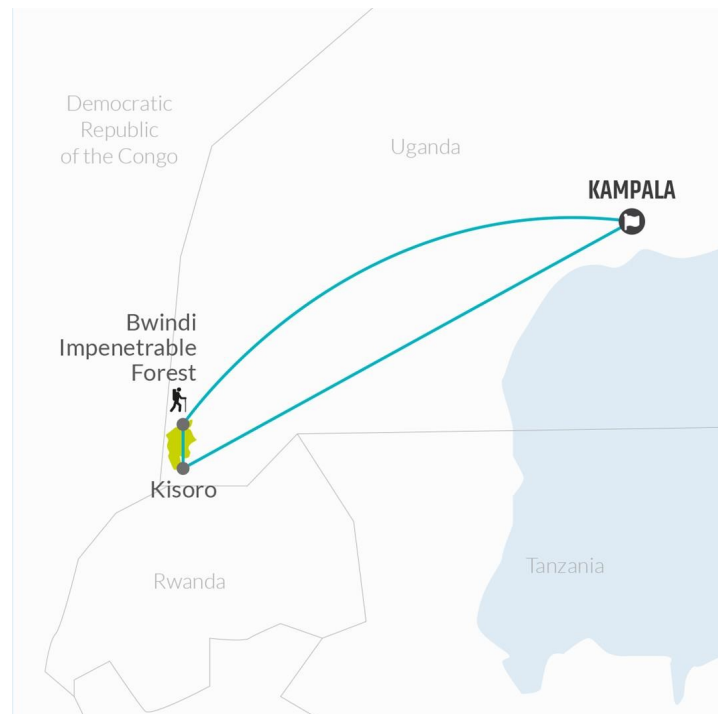 Democratic
Republic
of the Congo
Uganda
KAMPALA
Bwindi
Impenetrable
Forest
Kisoro
Tanzania
Rwanda